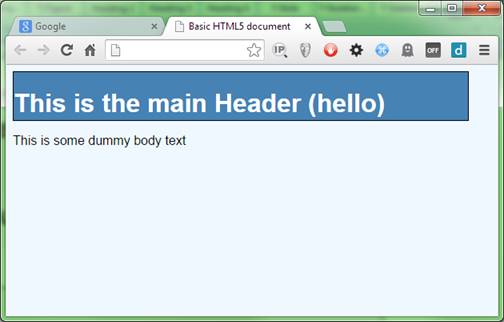 Google
Basic HTML5 document
IP
OFF
d
This is the main Header (hello)
This is some dummy body text